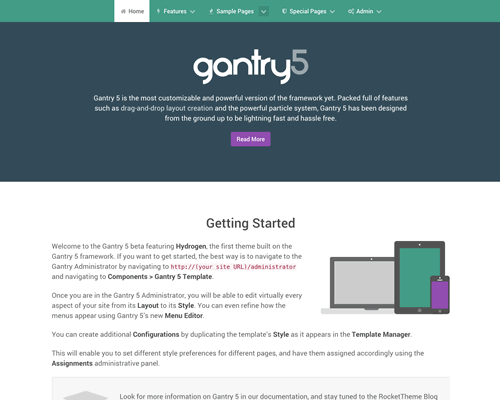 Home Features Sample Pages Special Pages Admin
gantry5
Gantry 5 is the most customizable and powerful version of the framework yet. Packed full of features
such as drag-and-drop layout creation and the powerful particle system, Gantry 5 has been designed
from the ground up to be lightning fast and hassle free.
Read More
Getting Started
Welcome to the Gantry 5 beta featuring Hydrogen, the first theme built on the
Gantry 5 framework. If you want to get started, the best way is to navigate to the
Gantry Administrator by navigating to http://(your site URL)/administrator
and navigating to Components > Gantry 5 Template.
Once you are in the Gantry 5 Administrator, you will be able to edit virtually every
aspect of your site from its Layout to its Style. You can even refine how the
menus appear using Gantry 5's new Menu Editor.
You can create additional Configurations by duplicating the template's Style as it appears in the Template Manager.
This will enable you to set different style preferences for different pages, and have them assigned accordingly using the
Assignments administrative panel.
Look for more information on Gantry 5 in our documentation, and stay tuned to the RocketTheme Blog